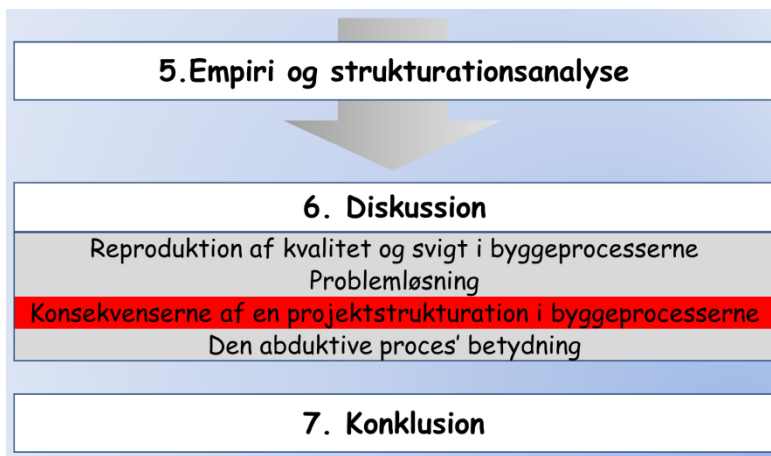 5.Empiri og strukturationsanalyse
6. Diskussion
Reproduktion af kvalitet og svigt i byggeprocesserne
Problemløsning
Konsekvenserne af en projektstrukturation i byggeprocesserne
Den abduktive proces’ betydning
7. Konklusion